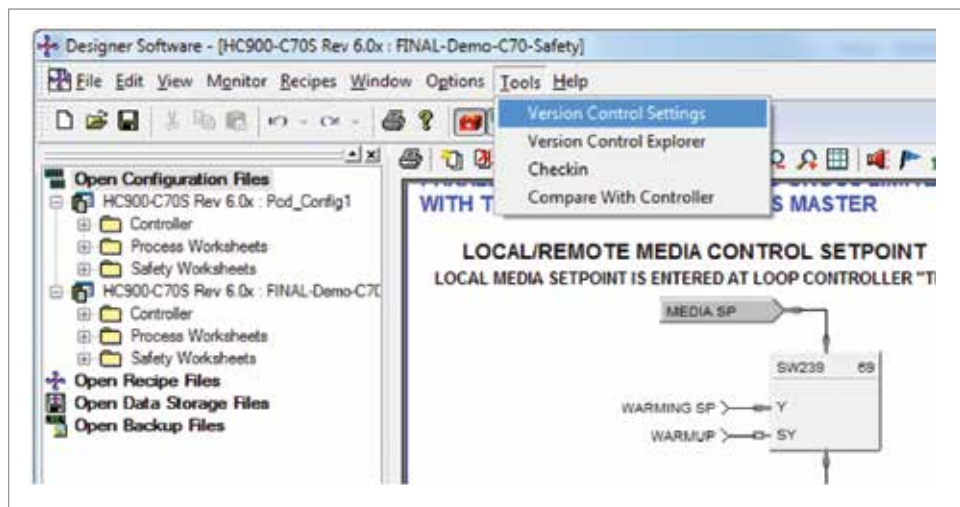 Designer Software - [HC900-C70S Rev 6.0x : FINAL-Demo-C70-Safety]
File Edit View Monitor Recipes Window Options Tools Help
Version Control Settings
Version Control Explorer
Checkin
Compare With Controller
Open Configuration Files
HC900-C70S Rev 6.0x : Pod_Config1
Controller
Process Worksheets
Safety Worksheets
HC900-C70S Rev 6.0x : FINAL-Demo-C70
Controller
Process Worksheets
Safety Worksheets
Open Recipe Files
Open Data Storage Files
Open Backup Files
WITH T S MASTER
LOCAL/REMOTE MEDIA CONTROL SETPOINT
LOCAL MEDIA SETPOINT IS ENTERED AT LOOP CONTROLLER "T
MEDIA SP
SW239 69
WARMING SP Y
WARMUP SY